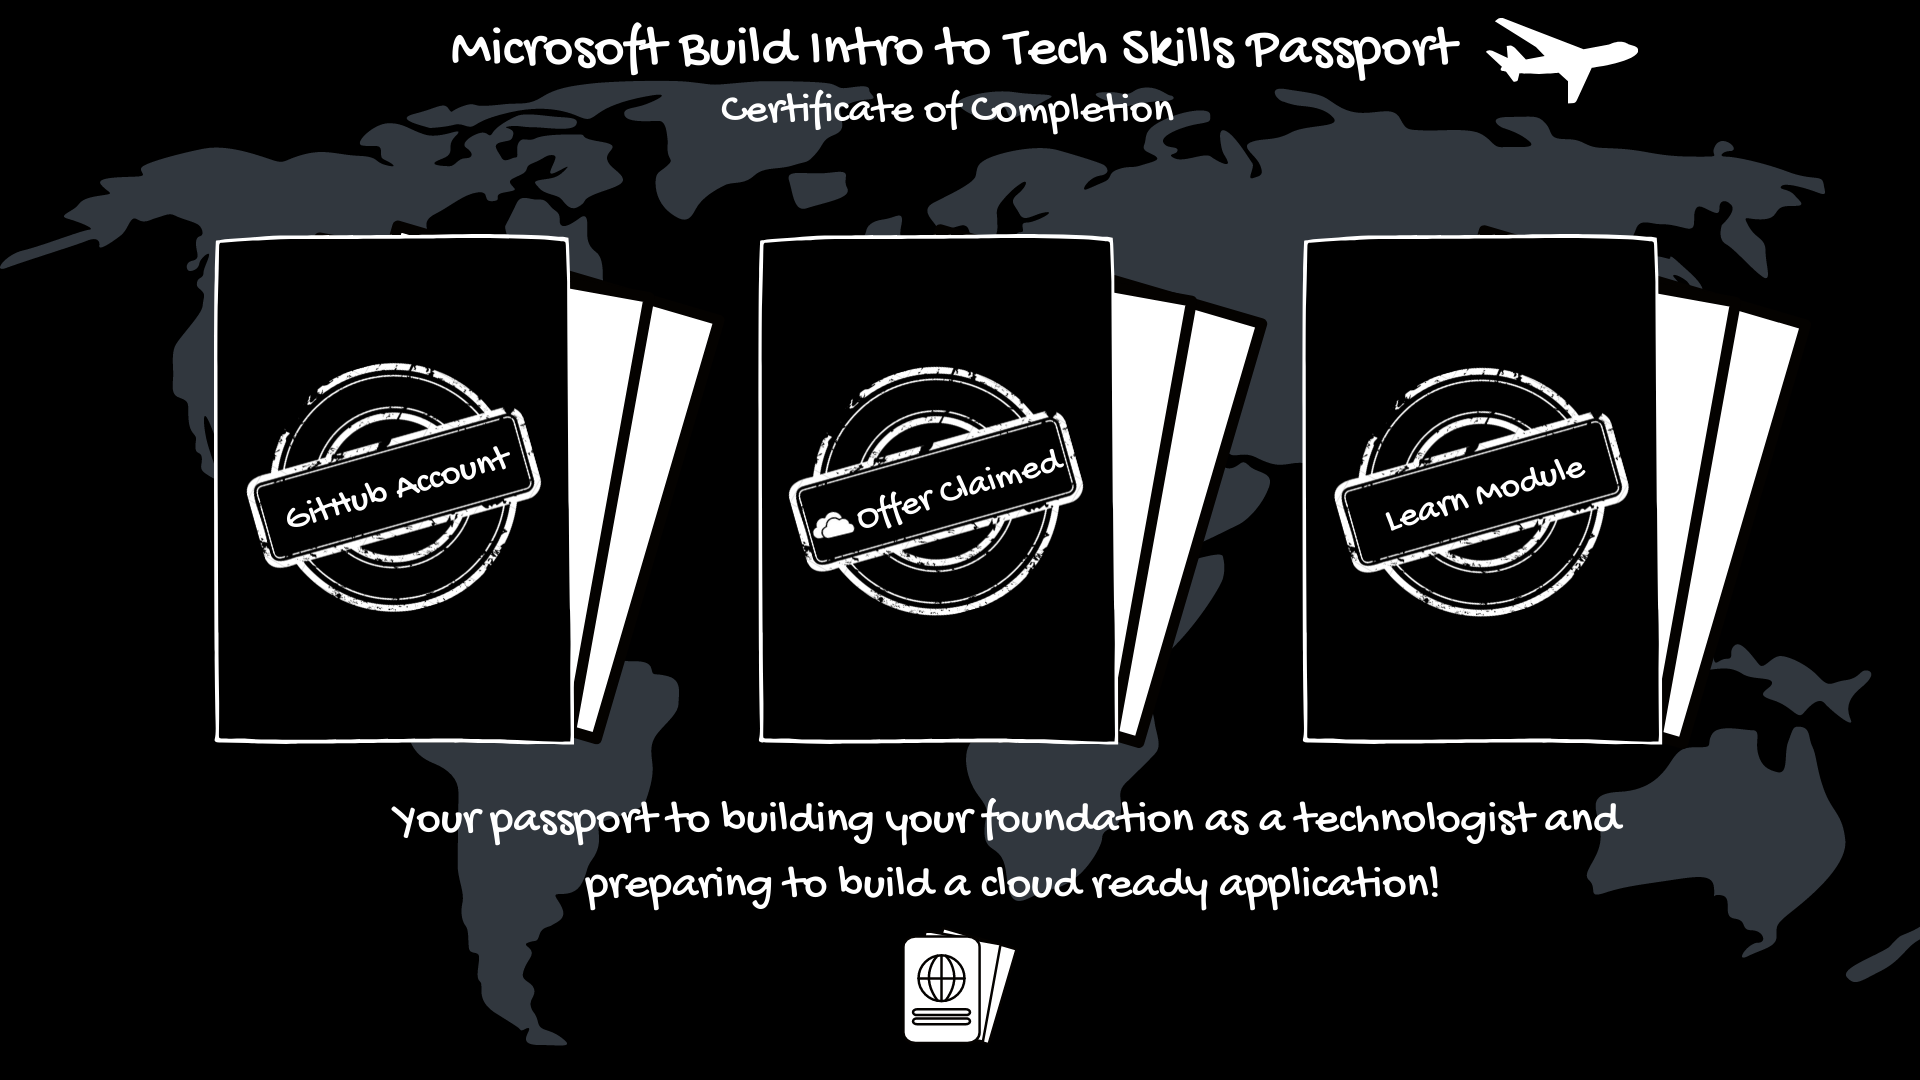 Microsoft Build Intro to Tech Skills Passport
Certificate of Completion
GitHub Account
Offer Claimed
Learn Module
Your passport to building your foundation as a technologist and
preparing to build a cloud ready application!